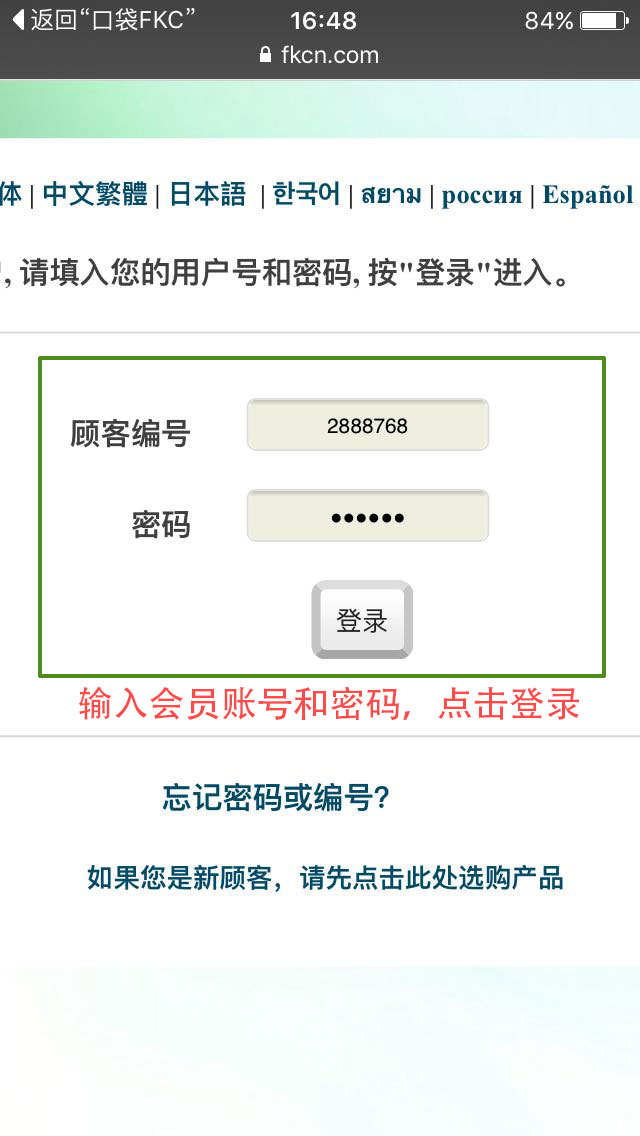 返回“口袋FKC” 16:48 84%
fkcn.com
体 | 中文繁體 | 日本語 | 한국어 | สยาม | россия | Español
, 请填入您的用户号和密码, 按"登录"进入。
顾客编号 2888768
密码 ••••••
登录
输入会员账号和密码，点击登录
忘记密码或编号?
如果您是新顾客，请先点击此处选购产品